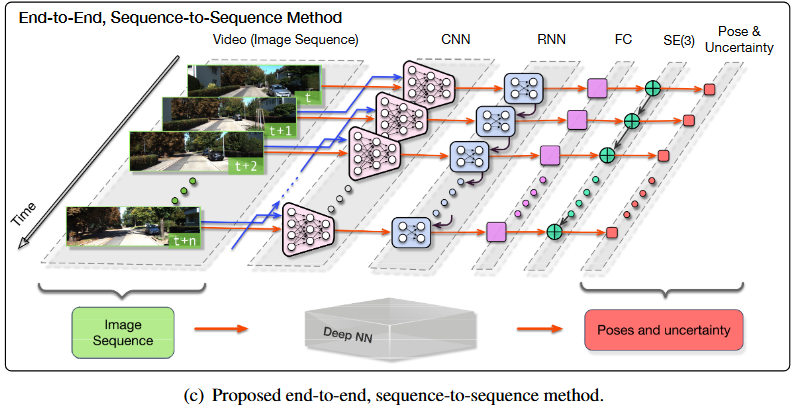 End-to-End, Sequence-to-Sequence Method
Video (Image Sequence)
CNN
RNN
FC
SE(3)
Pose &
Uncertainty
t
t+1
t+2
t+n
Time
Image
Sequence
Deep NN
Poses and uncertainty
(c) Proposed end-to-end, sequence-to-sequence method.